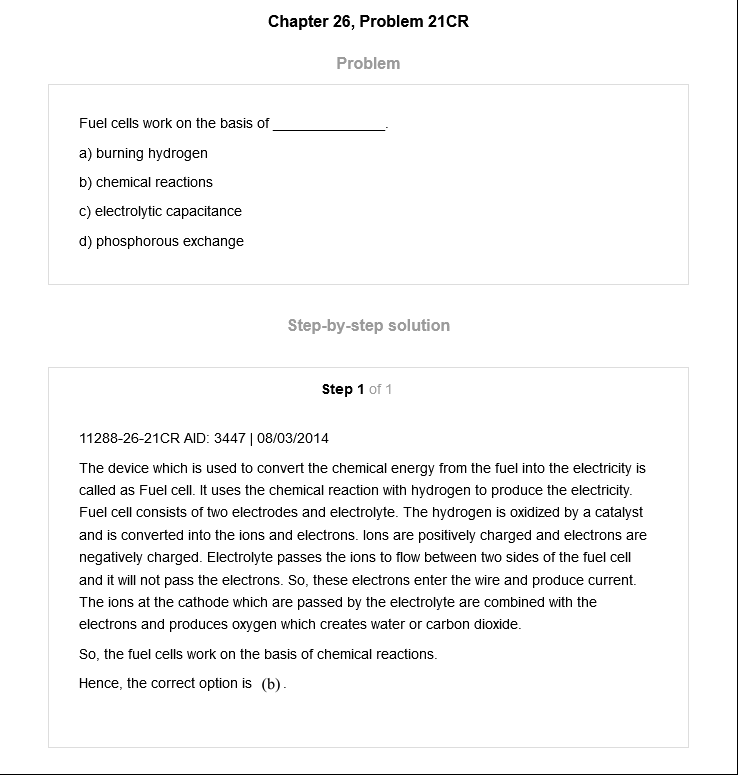 Chapter 26, Problem 21CR
Problem
Fuel cells work on the basis of _______________.
a) burning hydrogen
b) chemical reactions
c) electrolytic capacitance
d) phosphorous exchange
Step-by-step solution
Step 1 of 1
11288-26-21CR AID: 3447 | 08/03/2014
The device which is used to convert the chemical energy from the fuel into the electricity is
called as Fuel cell. It uses the chemical reaction with hydrogen to produce the electricity.
Fuel cell consists of two electrodes and electrolyte. The hydrogen is oxidized by a catalyst
and is converted into the ions and electrons. Ions are positively charged and electrons are
negatively charged. Electrolyte passes the ions to flow between two sides of the fuel cell
and it will not pass the electrons. So, these electrons enter the wire and produce current.
The ions at the cathode which are passed by the electrolyte are combined with the
electrons and produces oxygen which creates water or carbon dioxide.
So, the fuel cells work on the basis of chemical reactions.
Hence, the correct option is (b).